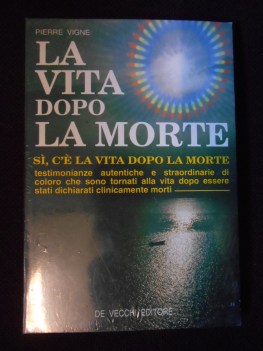 PIERRE VIGNE
LA
VITA
DOPO
LA MORTE
SÌ, C'È LA VITA DOPO LA MORTE
testimonianze autentiche e straordinarie di
coloro che sono tornati alla vita dopo essere
stati dichiarati clinicamente morti
DE VECCHI EDITORE